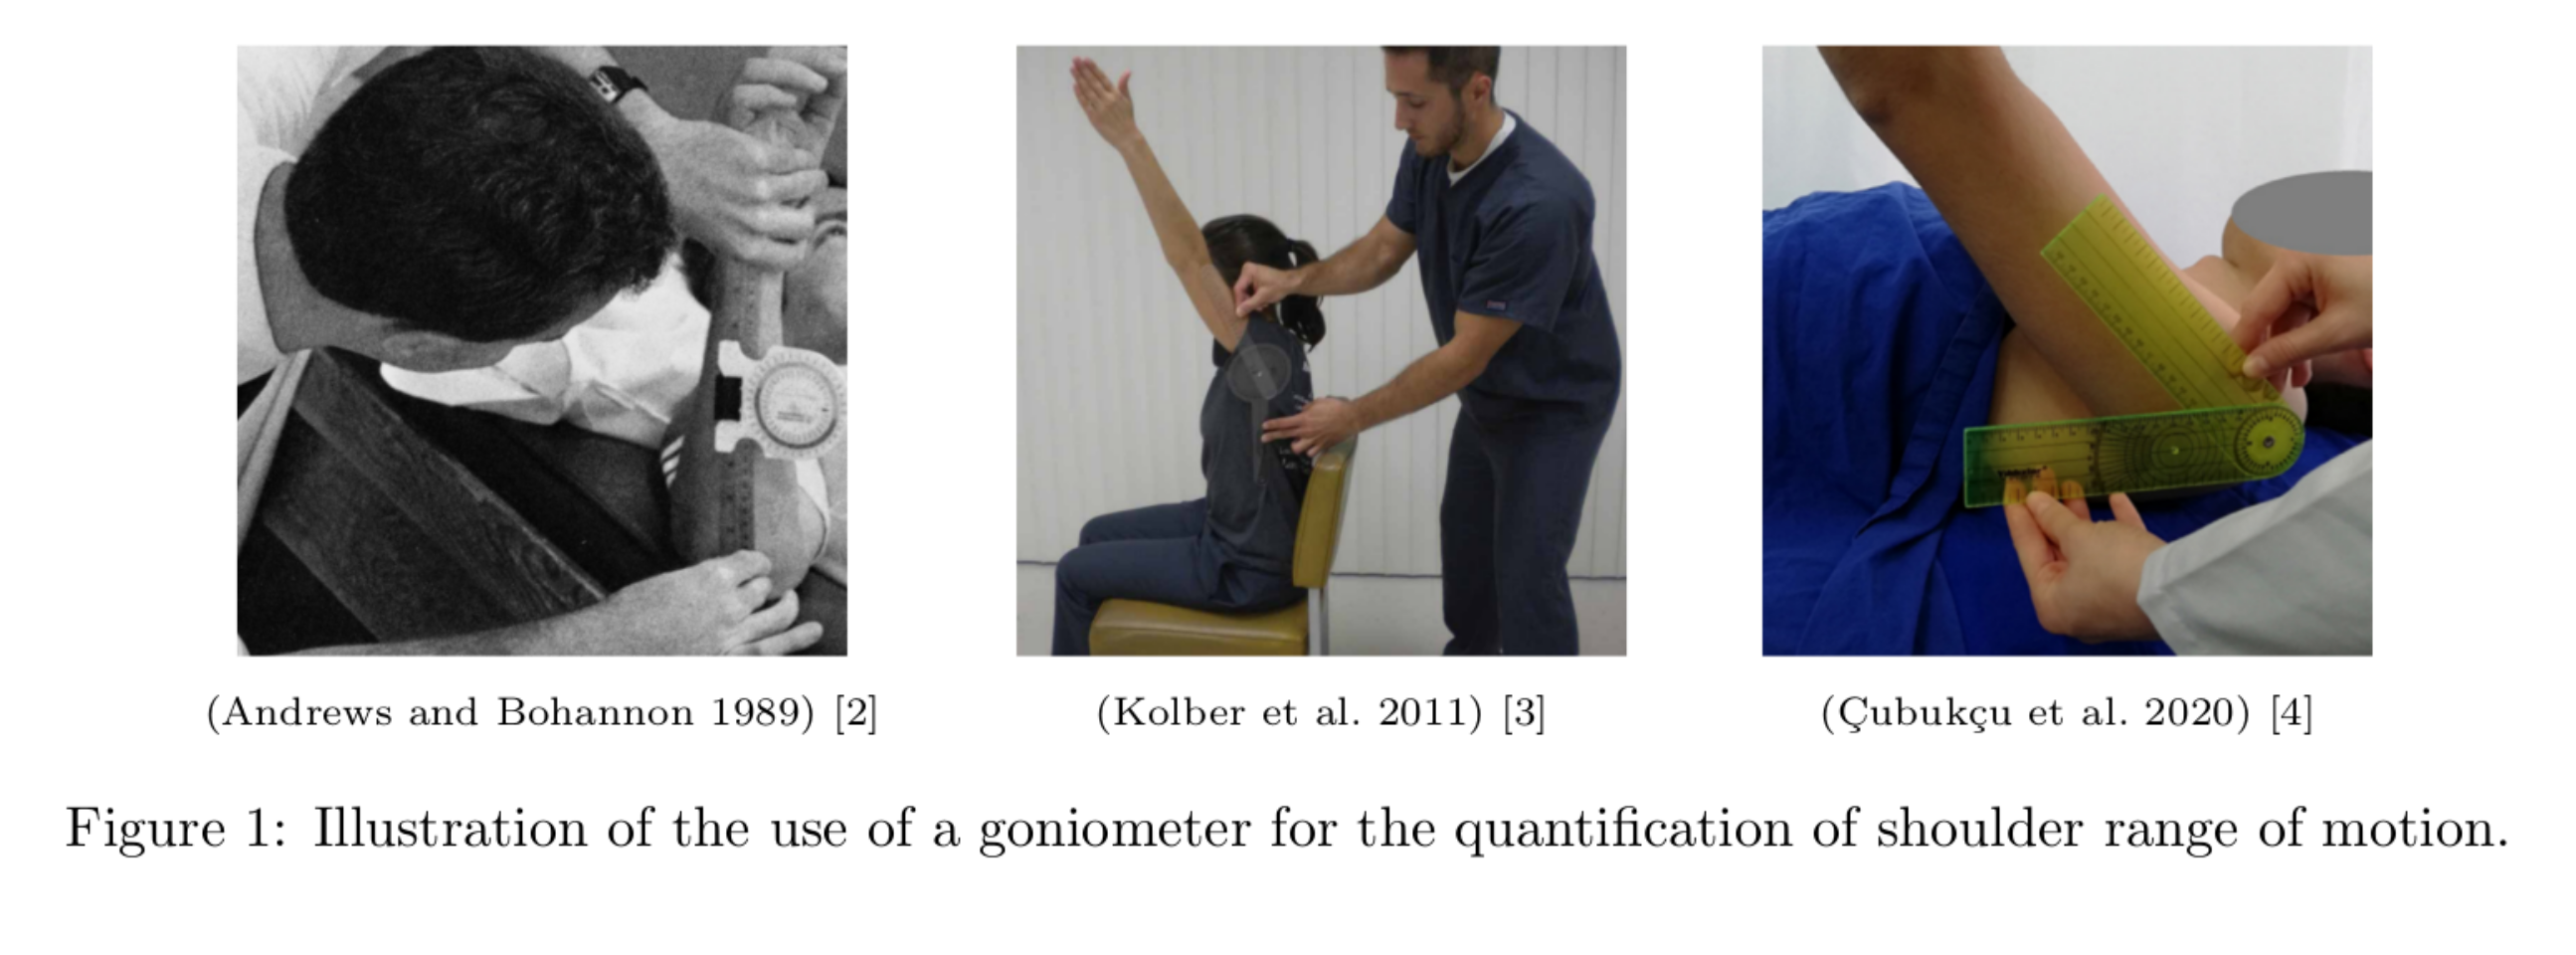 (Andrews and Bohannon 1989) [2]
(Kolber et al. 2011) [3]
(Çubukçu et al. 2020) [4]
Figure 1: Illustration of the use of a goniometer for the quantification of shoulder range of motion.